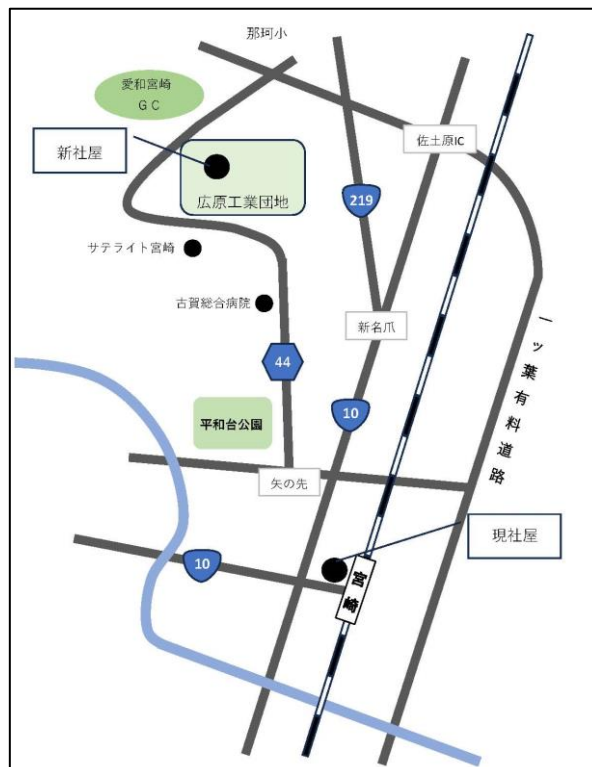 那珂小
愛和宮崎
ＧＣ
佐土原IC
新社屋
広原工業団地
219
サテライト宮崎
古賀総合病院
新名爪
一ッ葉有料道路
44
10
平和台公園
矢の先
現社屋
10
宮崎